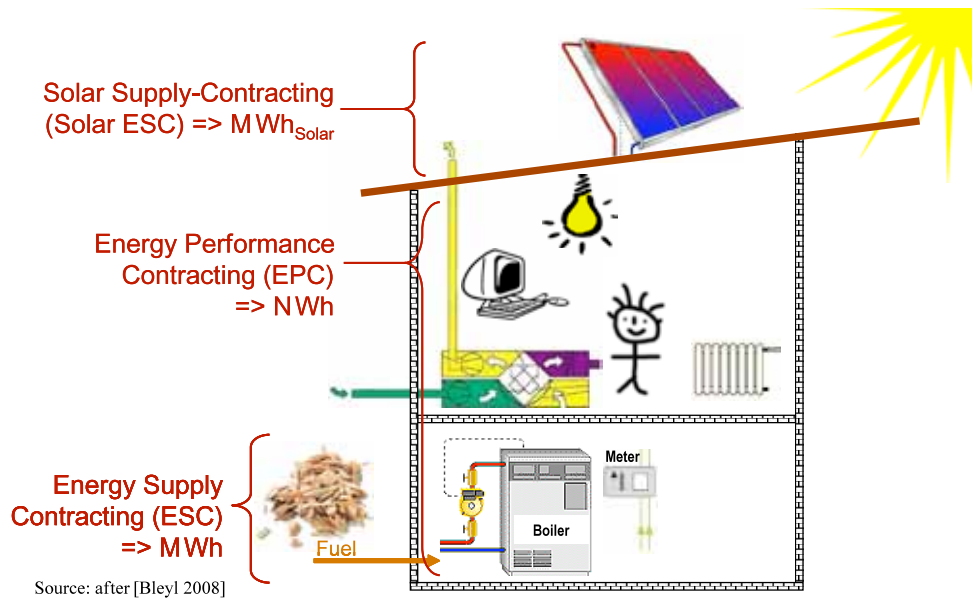 Solar Supply-Contracting
(Solar ESC) => MWhSolar
Energy Performance
Contracting (EPC)
=> NWh
Energy Supply
Contracting (ESC)
=> MWh
Fuel
Boiler
Meter
Source: after [Bleyl 2008]